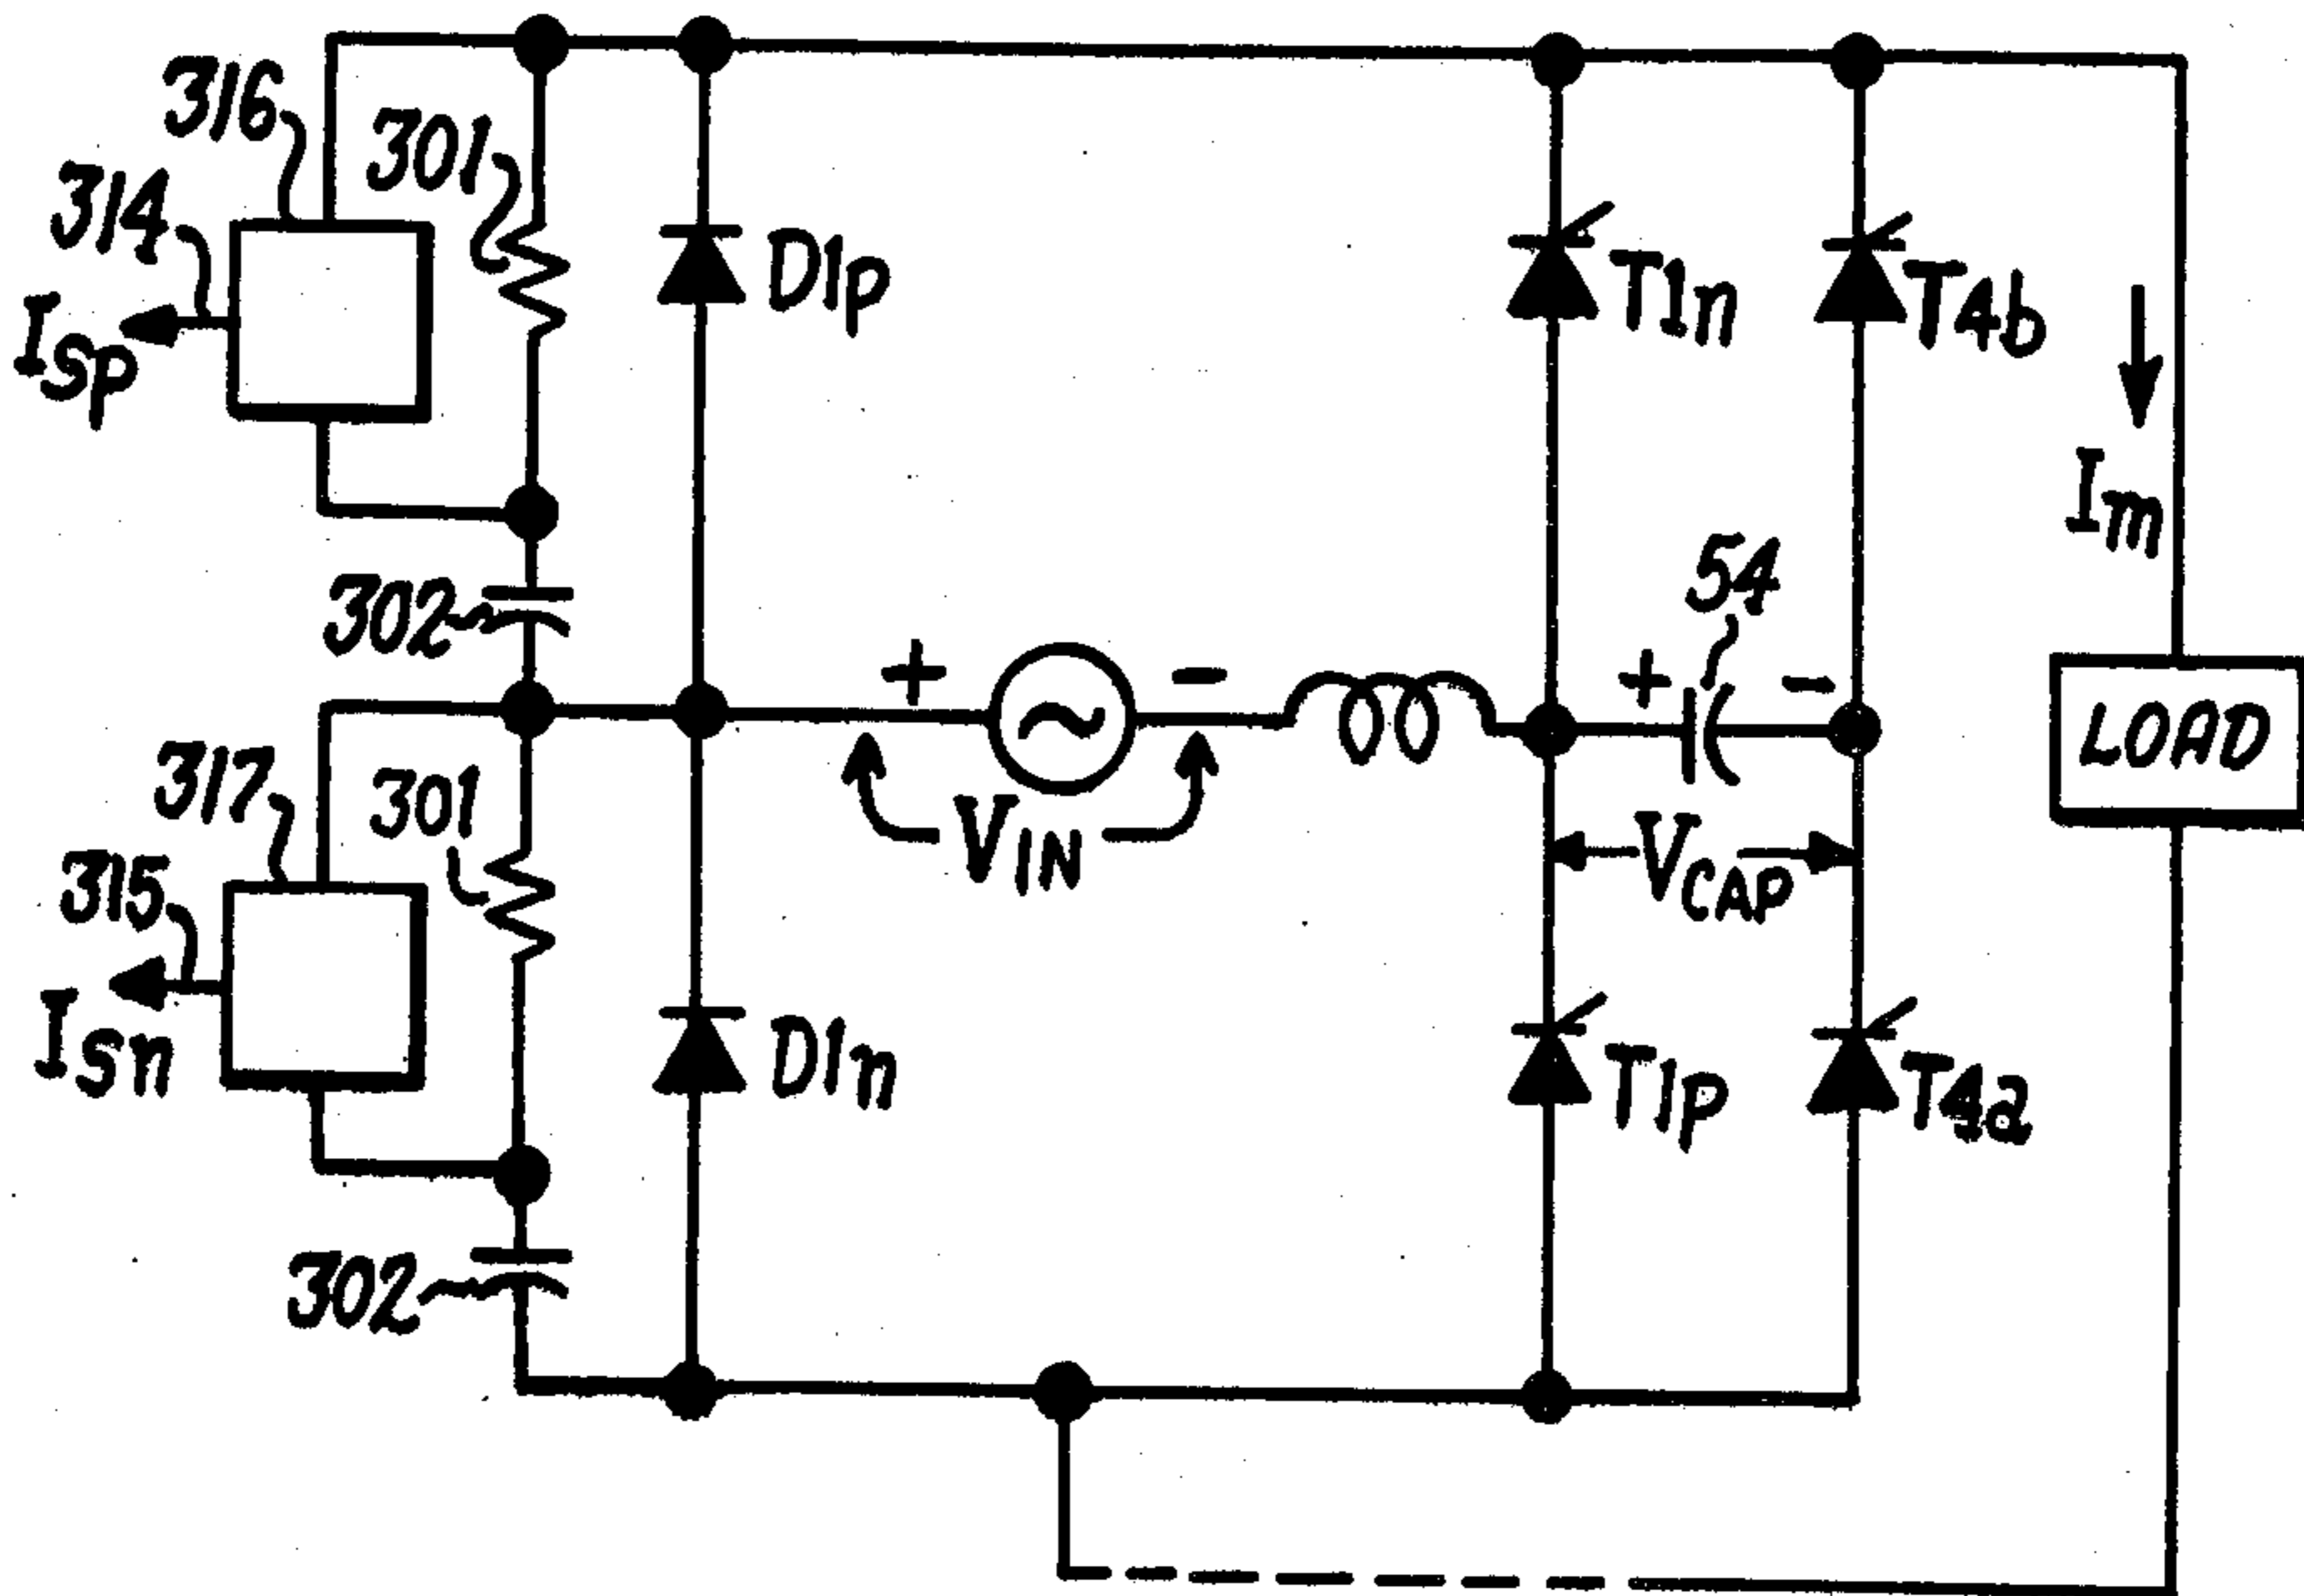 316
301
314
D1p
T1n
T4b
Isp
Im
54
302
+
-
+
-
LOAD
317
301
VIN
VCAP
315
Isn
D1n
T1p
T4a
302